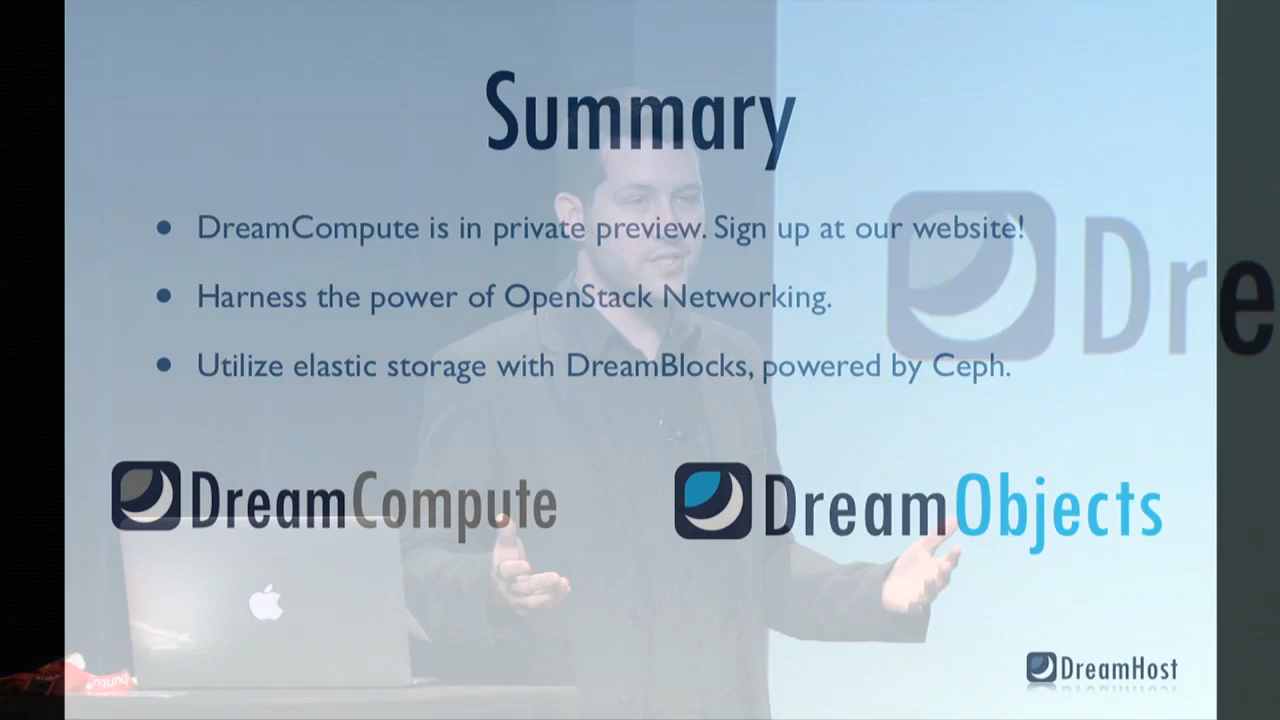 Summary
• DreamCompute is in private preview. Sign up at our website!
• Harness the power of OpenStack Networking.
• Utilize elastic storage with DreamBlocks, powered by Ceph.
Dre
DreamCompute
DreamObjects
DreamHost